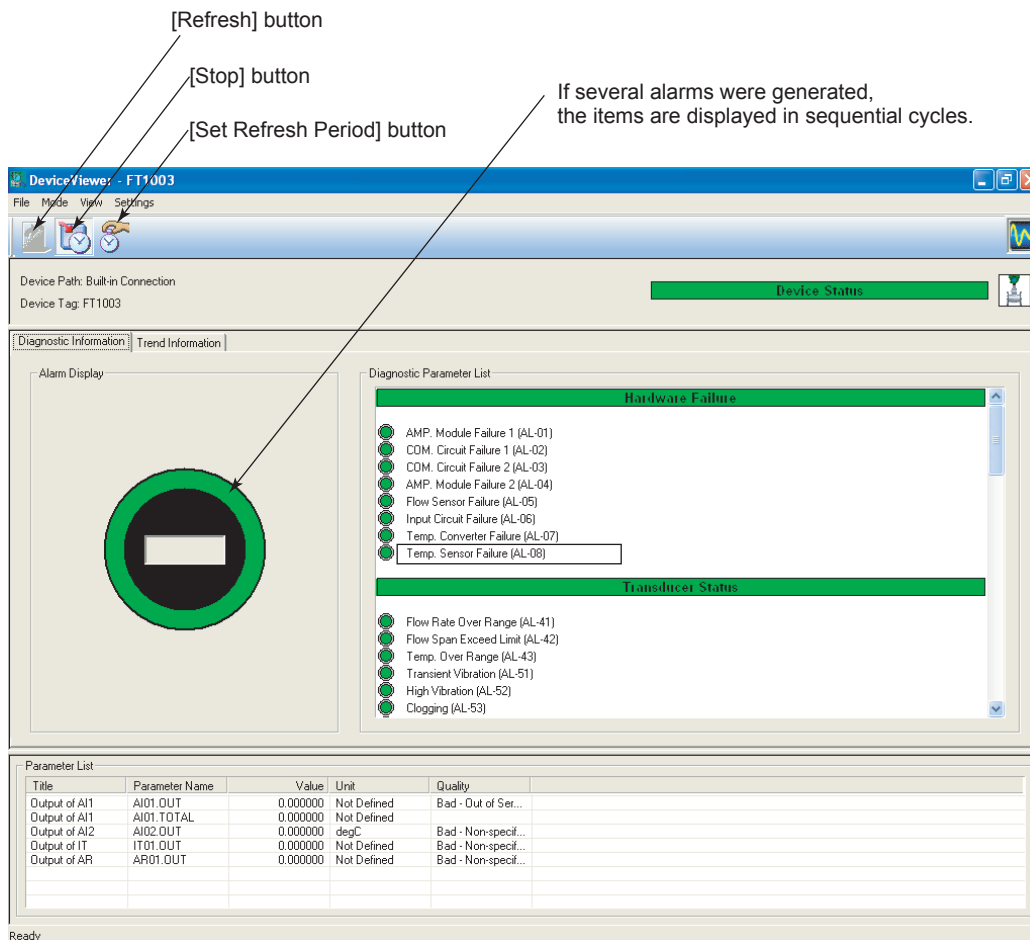 [Refresh] button
[Stop] button
[Set Refresh Period] button
If several alarms were generated,
the items are displayed in sequential cycles.
DeviceViewer - FT1003
File Mode View Settings
Device Path: Built-in Connection
Device Tag: FT1003
Device Status
Diagnostic Information Trend Information
Alarm Display
Diagnostic Parameter List
Hardware Failure
AMP. Module Failure 1 (AL-01)
COM. Circuit Failure 1 (AL-02)
COM. Circuit Failure 2 (AL-03)
AMP. Module Failure 2 (AL-04)
Flow Sensor Failure (AL-05)
Input Circuit Failure (AL-06)
Temp. Converter Failure (AL-07)
Temp. Sensor Failure (AL-08)
Transducer Status
Flow Rate Over Range (AL-41)
Flow Span Exceed Limit (AL-42)
Temp. Over Range (AL-43)
Transient Vibration (AL-51)
High Vibration (AL-52)
Clogging (AL-53)
Parameter List
Title Parameter Name Value Unit Quality
Output of AI1 AI01.OUT 0.000000 Not Defined Bad - Out of Ser...
Output of AI1 AI01.TOTAL 0.000000 Not Defined
Output of AI2 AI02.OUT 0.000000 degC Bad - Non-specif...
Output of IT IT01.OUT 0.000000 Not Defined Bad - Non-specif...
Output of AR AR01.OUT 0.000000 Not Defined Bad - Non-specif...
Ready